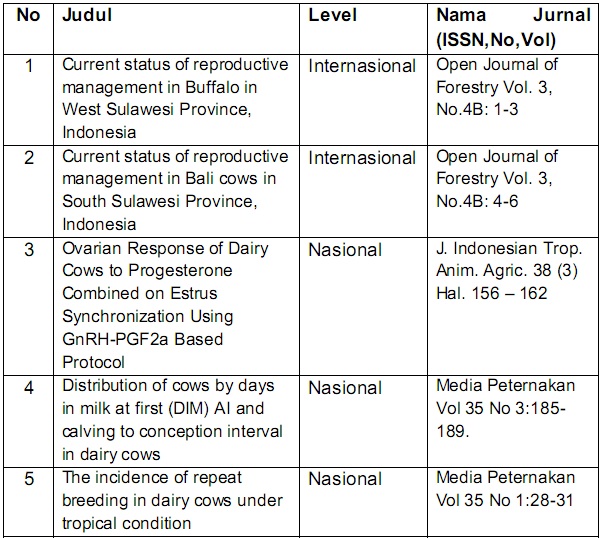 No Judul Level Nama Jurnal
(ISSN,No,Vol)
1 Current status of reproductive Internasional Open Journal of
management in Buffalo in Forestry Vol. 3,
West Sulawesi Province, No.4B: 1-3
Indonesia
2 Current status of reproductive Internasional Open Journal of
management in Bali cows in Forestry Vol. 3,
South Sulawesi Province, No.4B: 4-6
Indonesia
3 Ovarian Response of Dairy Nasional J. Indonesian Trop.
Cows to Progesterone Anim. Agric. 38 (3)
Combined on Estrus Hal. 156 – 162
Synchronization Using
GnRH-PGF2a Based
Protocol
4 Distribution of cows by days Nasional Media Peternakan
in milk at first (DIM) AI and Vol 35 No 3:185-
calving to conception interval 189.
in dairy cows
5 The incidence of repeat Nasional Media Peternakan
breeding in dairy cows under Vol 35 No 1:28-31
tropical condition